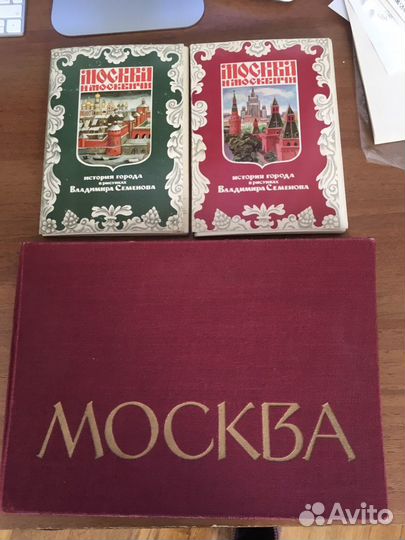 МОСКВА
И МОСКВИЧИ
история города
в рисунках
Владимира Семенова
МОСКВА
И МОСКВИЧИ
история города
в рисунках
Владимира Семенова
МОСКВА
Avito